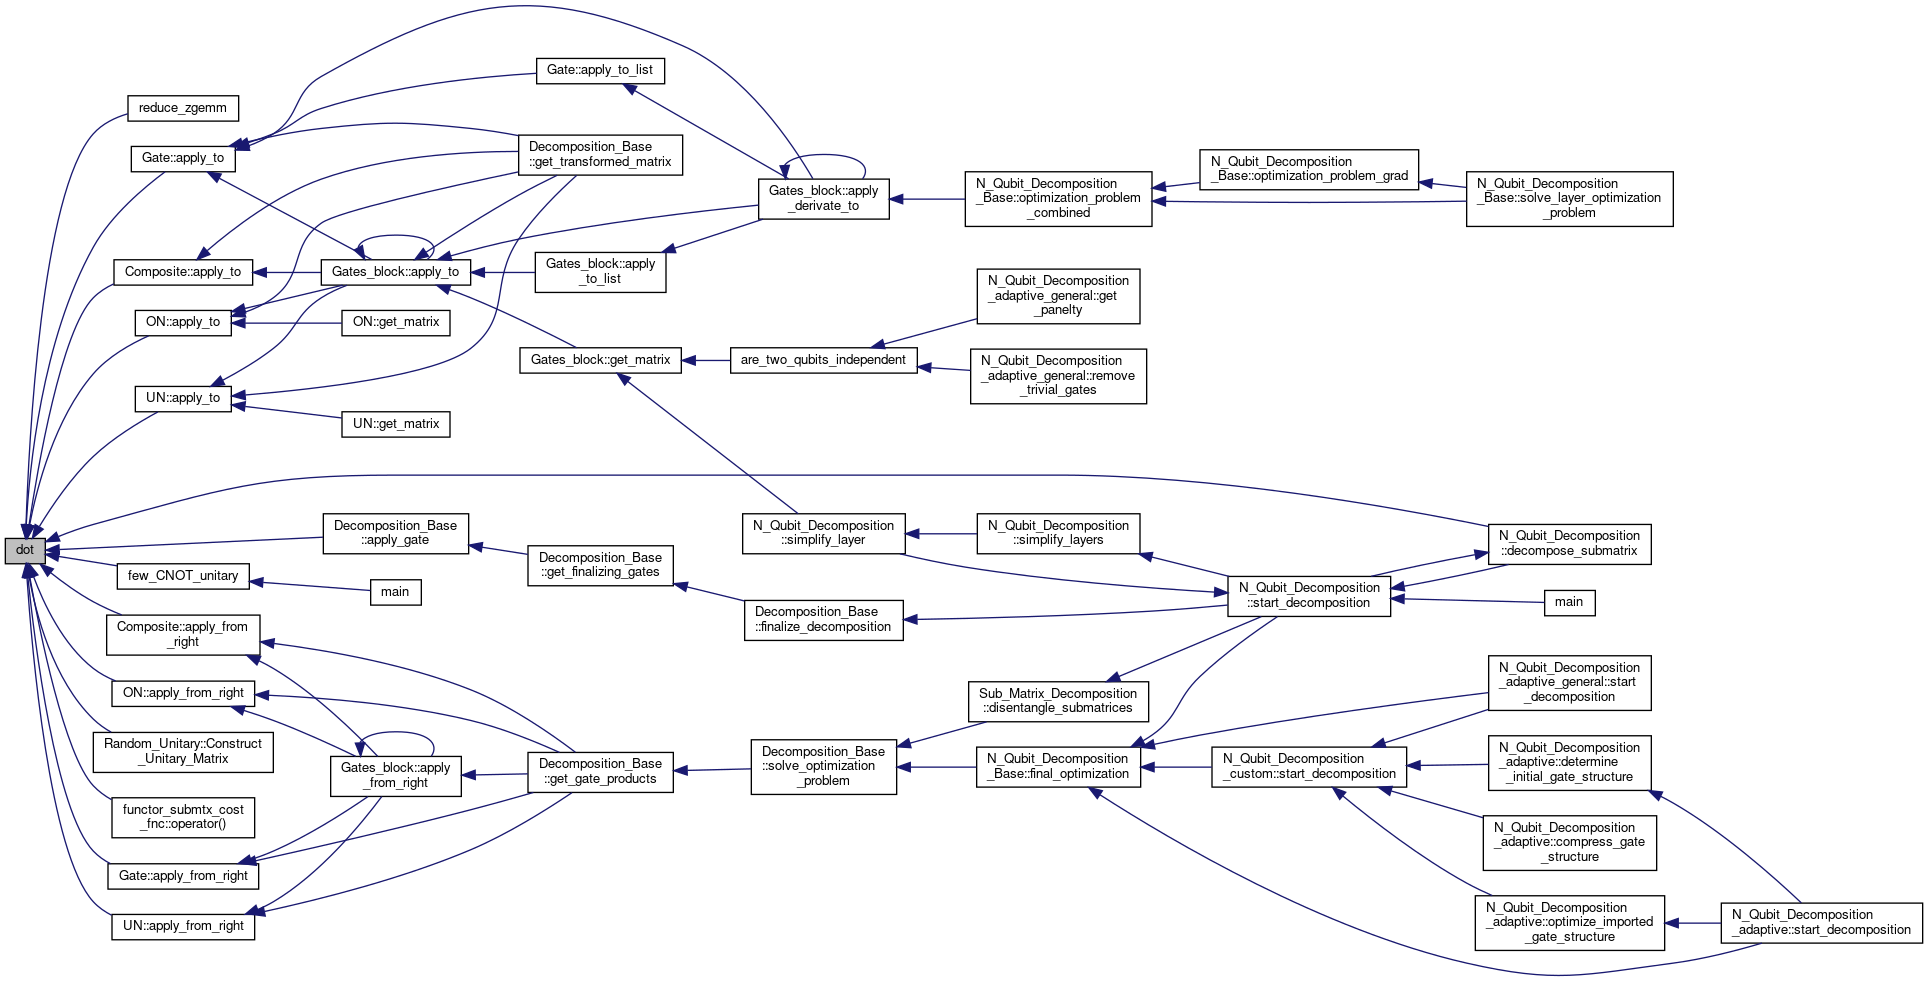 dot
reduce_zgemm
Gate::apply_to
Composite::apply_to
ON::apply_to
UN::apply_to
Decomposition_Base
::apply_gate
few_CNOT_unitary
Composite::apply_from
_right
ON::apply_from_right
Random_Unitary::Construct
_Unitary_Matrix
functor_submtx_cost
_fnc::operator()
Gate::apply_from_right
UN::apply_from_right
Gates_block::apply_to
ON::get_matrix
UN::get_matrix
main
Gates_block::apply
_from_right
Gate::apply_to_list
Decomposition_Base
::get_transformed_matrix
Gates_block::apply
_to_list
Gates_block::get_matrix
Decomposition_Base
::get_finalizing_gates
Decomposition_Base
::get_gate_products
Gates_block::apply
_derivate_to
are_two_qubits_independent
N_Qubit_Decomposition
::simplify_layer
Decomposition_Base
::finalize_decomposition
Decomposition_Base
::solve_optimization
_problem
N_Qubit_Decomposition
_Base::optimization_problem
_combined
N_Qubit_Decomposition
_adaptive_general::get
_panelty
N_Qubit_Decomposition
_adaptive_general::remove
_trivial_gates
N_Qubit_Decomposition
::simplify_layers
Sub_Matrix_Decomposition
::disentangle_submatrices
N_Qubit_Decomposition
_Base::final_optimization
N_Qubit_Decomposition
_Base::optimization_problem_grad
N_Qubit_Decomposition
::start_decomposition
N_Qubit_Decomposition
_custom::start_decomposition
N_Qubit_Decomposition
_Base::solve_layer_optimization
_problem
N_Qubit_Decomposition
::decompose_submatrix
main
N_Qubit_Decomposition
_adaptive_general::start
_decomposition
N_Qubit_Decomposition
_adaptive::determine
_initial_gate_structure
N_Qubit_Decomposition
_adaptive::compress_gate
_structure
N_Qubit_Decomposition
_adaptive::optimize_imported
_gate_structure
N_Qubit_Decomposition
_adaptive::start_decomposition